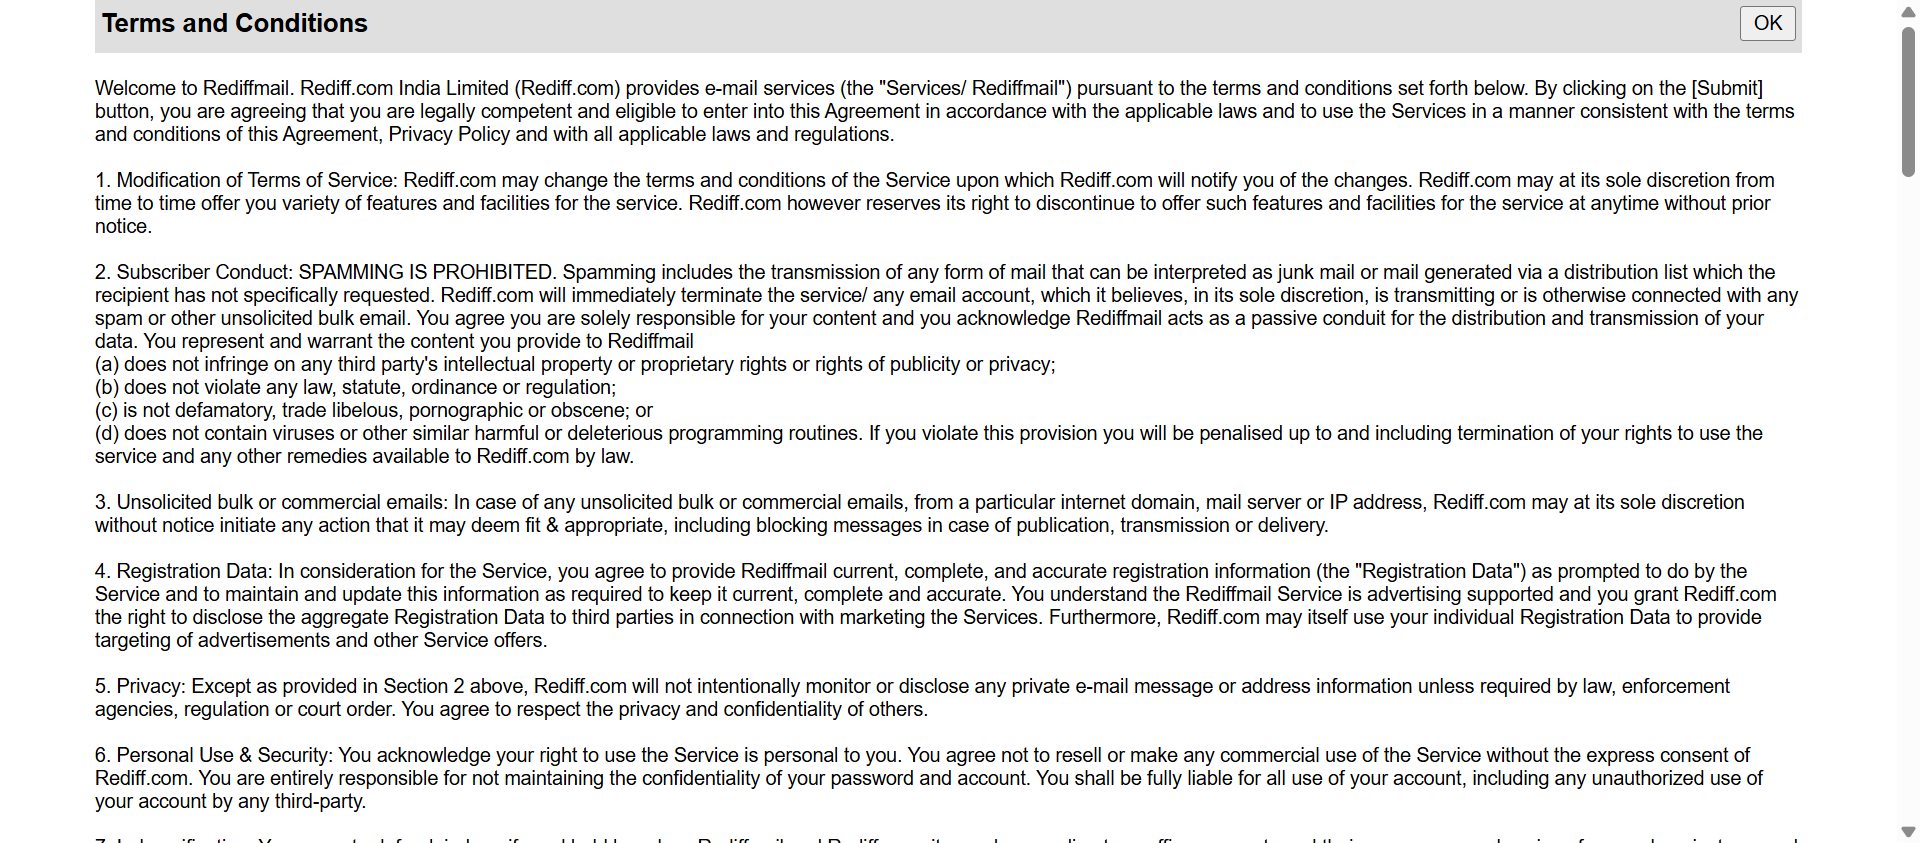 Terms and Conditions
OK
Welcome to Rediffmail. Rediff.com India Limited (Rediff.com) provides e-mail services (the "Services/ Rediffmail") pursuant to the terms and conditions set forth below. By clicking on the [Submit]
button, you are agreeing that you are legally competent and eligible to enter into this Agreement in accordance with the applicable laws and to use the Services in a manner consistent with the terms
and conditions of this Agreement, Privacy Policy and with all applicable laws and regulations.
1. Modification of Terms of Service: Rediff.com may change the terms and conditions of the Service upon which Rediff.com will notify you of the changes. Rediff.com may at its sole discretion from
time to time offer you variety of features and facilities for the service. Rediff.com however reserves its right to discontinue to offer such features and facilities for the service at anytime without prior
notice.
2. Subscriber Conduct: SPAMMING IS PROHIBITED. Spamming includes the transmission of any form of mail that can be interpreted as junk mail or mail generated via a distribution list which the
recipient has not specifically requested. Rediff.com will immediately terminate the service/ any email account, which it believes, in its sole discretion, is transmitting or is otherwise connected with any
spam or other unsolicited bulk email. You agree you are solely responsible for your content and you acknowledge Rediffmail acts as a passive conduit for the distribution and transmission of your
data. You represent and warrant the content you provide to Rediffmail
(a) does not infringe on any third party's intellectual property or proprietary rights or rights of publicity or privacy;
(b) does not violate any law, statute, ordinance or regulation;
(c) is not defamatory, trade libelous, pornographic or obscene; or
(d) does not contain viruses or other similar harmful or deleterious programming routines. If you violate this provision you will be penalised up to and including termination of your rights to use the
service and any other remedies available to Rediff.com by law.
3. Unsolicited bulk or commercial emails: In case of any unsolicited bulk or commercial emails, from a particular internet domain, mail server or IP address, Rediff.com may at its sole discretion
without notice initiate any action that it may deem fit & appropriate, including blocking messages in case of publication, transmission or delivery.
4. Registration Data: In consideration for the Service, you agree to provide Rediffmail current, complete, and accurate registration information (the "Registration Data") as prompted to do by the
Service and to maintain and update this information as required to keep it current, complete and accurate. You understand the Rediffmail Service is advertising supported and you grant Rediff.com
the right to disclose the aggregate Registration Data to third parties in connection with marketing the Services. Furthermore, Rediff.com may itself use your individual Registration Data to provide
targeting of advertisements and other Service offers.
5. Privacy: Except as provided in Section 2 above, Rediff.com will not intentionally monitor or disclose any private e-mail message or address information unless required by law, enforcement
agencies, regulation or court order. You agree to respect the privacy and confidentiality of others.
6. Personal Use & Security: You acknowledge your right to use the Service is personal to you. You agree not to resell or make any commercial use of the Service without the express consent of
Rediff.com. You are entirely responsible for not maintaining the confidentiality of your password and account. You shall be fully liable for all use of your account, including any unauthorized use of
your account by any third-party.